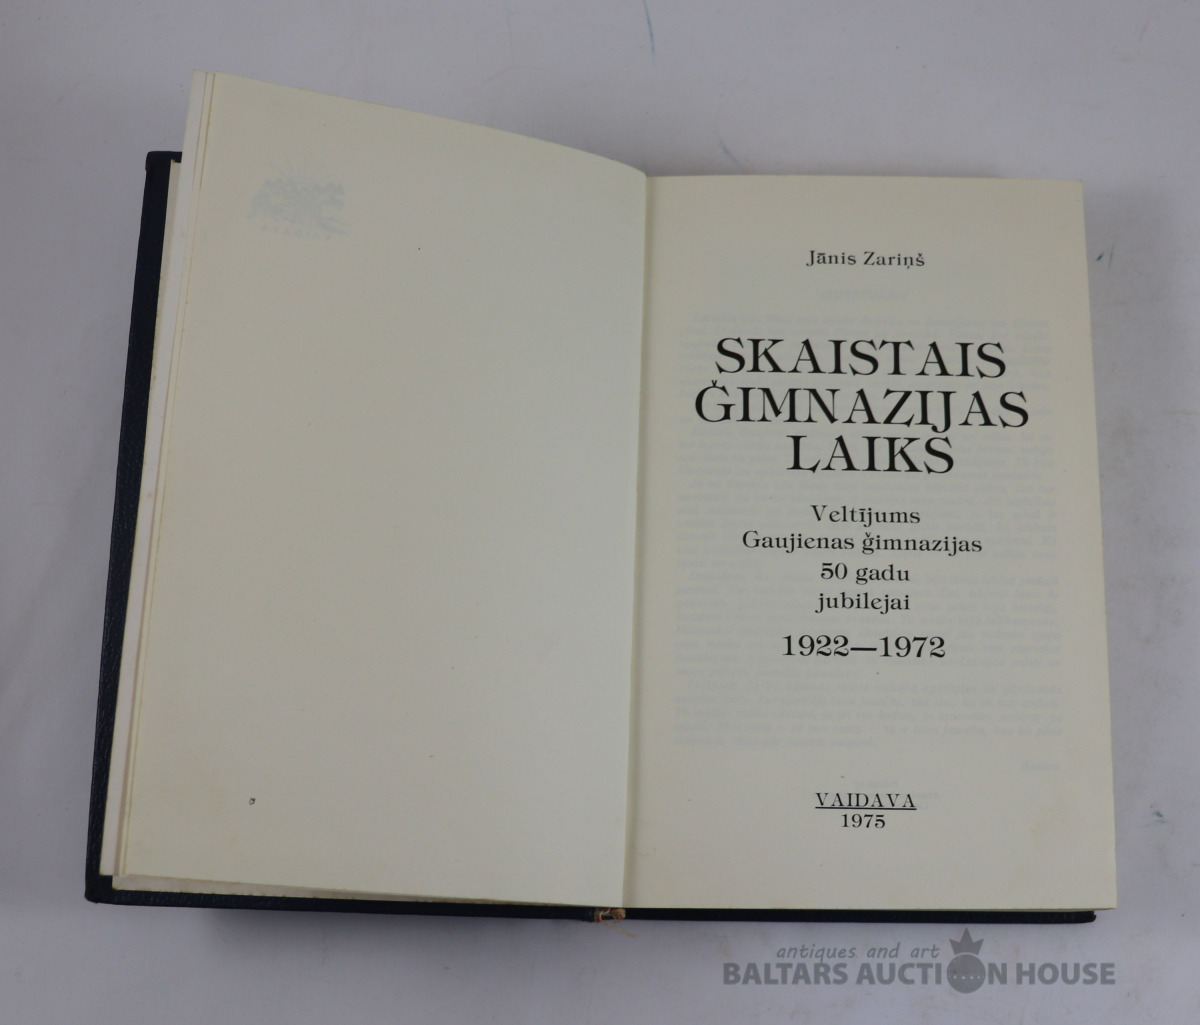 Jānis Zariņš
SKAISTAIS
ĢIMNAZIJAS
LAIKS
Veltījums
Gaujienas ģimnazijas
50 gadu
jubilejai
1922—1972
VAIDAVA
1975
antiques and art
BALTARS AUCTION HOUSE